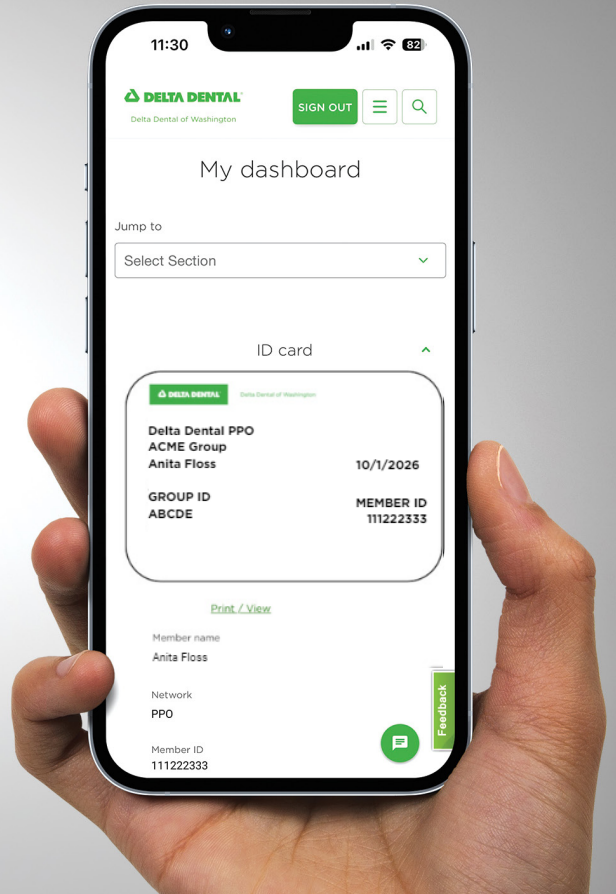 11:30
82
DELTA DENTAL
Delta Dental of Washington
SIGN OUT
My dashboard
Jump to
Select Section
ID card
DELTA DENTAL Delta Dental of Washington
Delta Dental PPO
ACME Group
Anita Floss 10/1/2026
GROUP ID MEMBER ID
ABCDE 111222333
Print / View
Member name
Anita Floss
Network
PPO
Feedback
Member ID
111222333